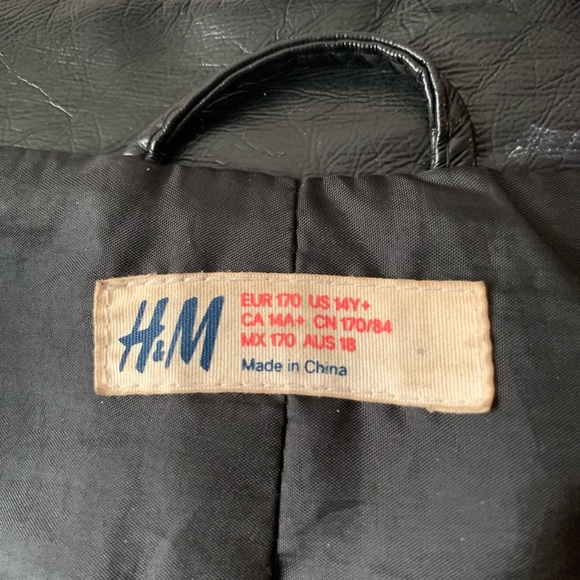 H&M
EUR 170 US 14Y+
CA 14A+ CN 170/84
MX 170 AUS 18
Made in China